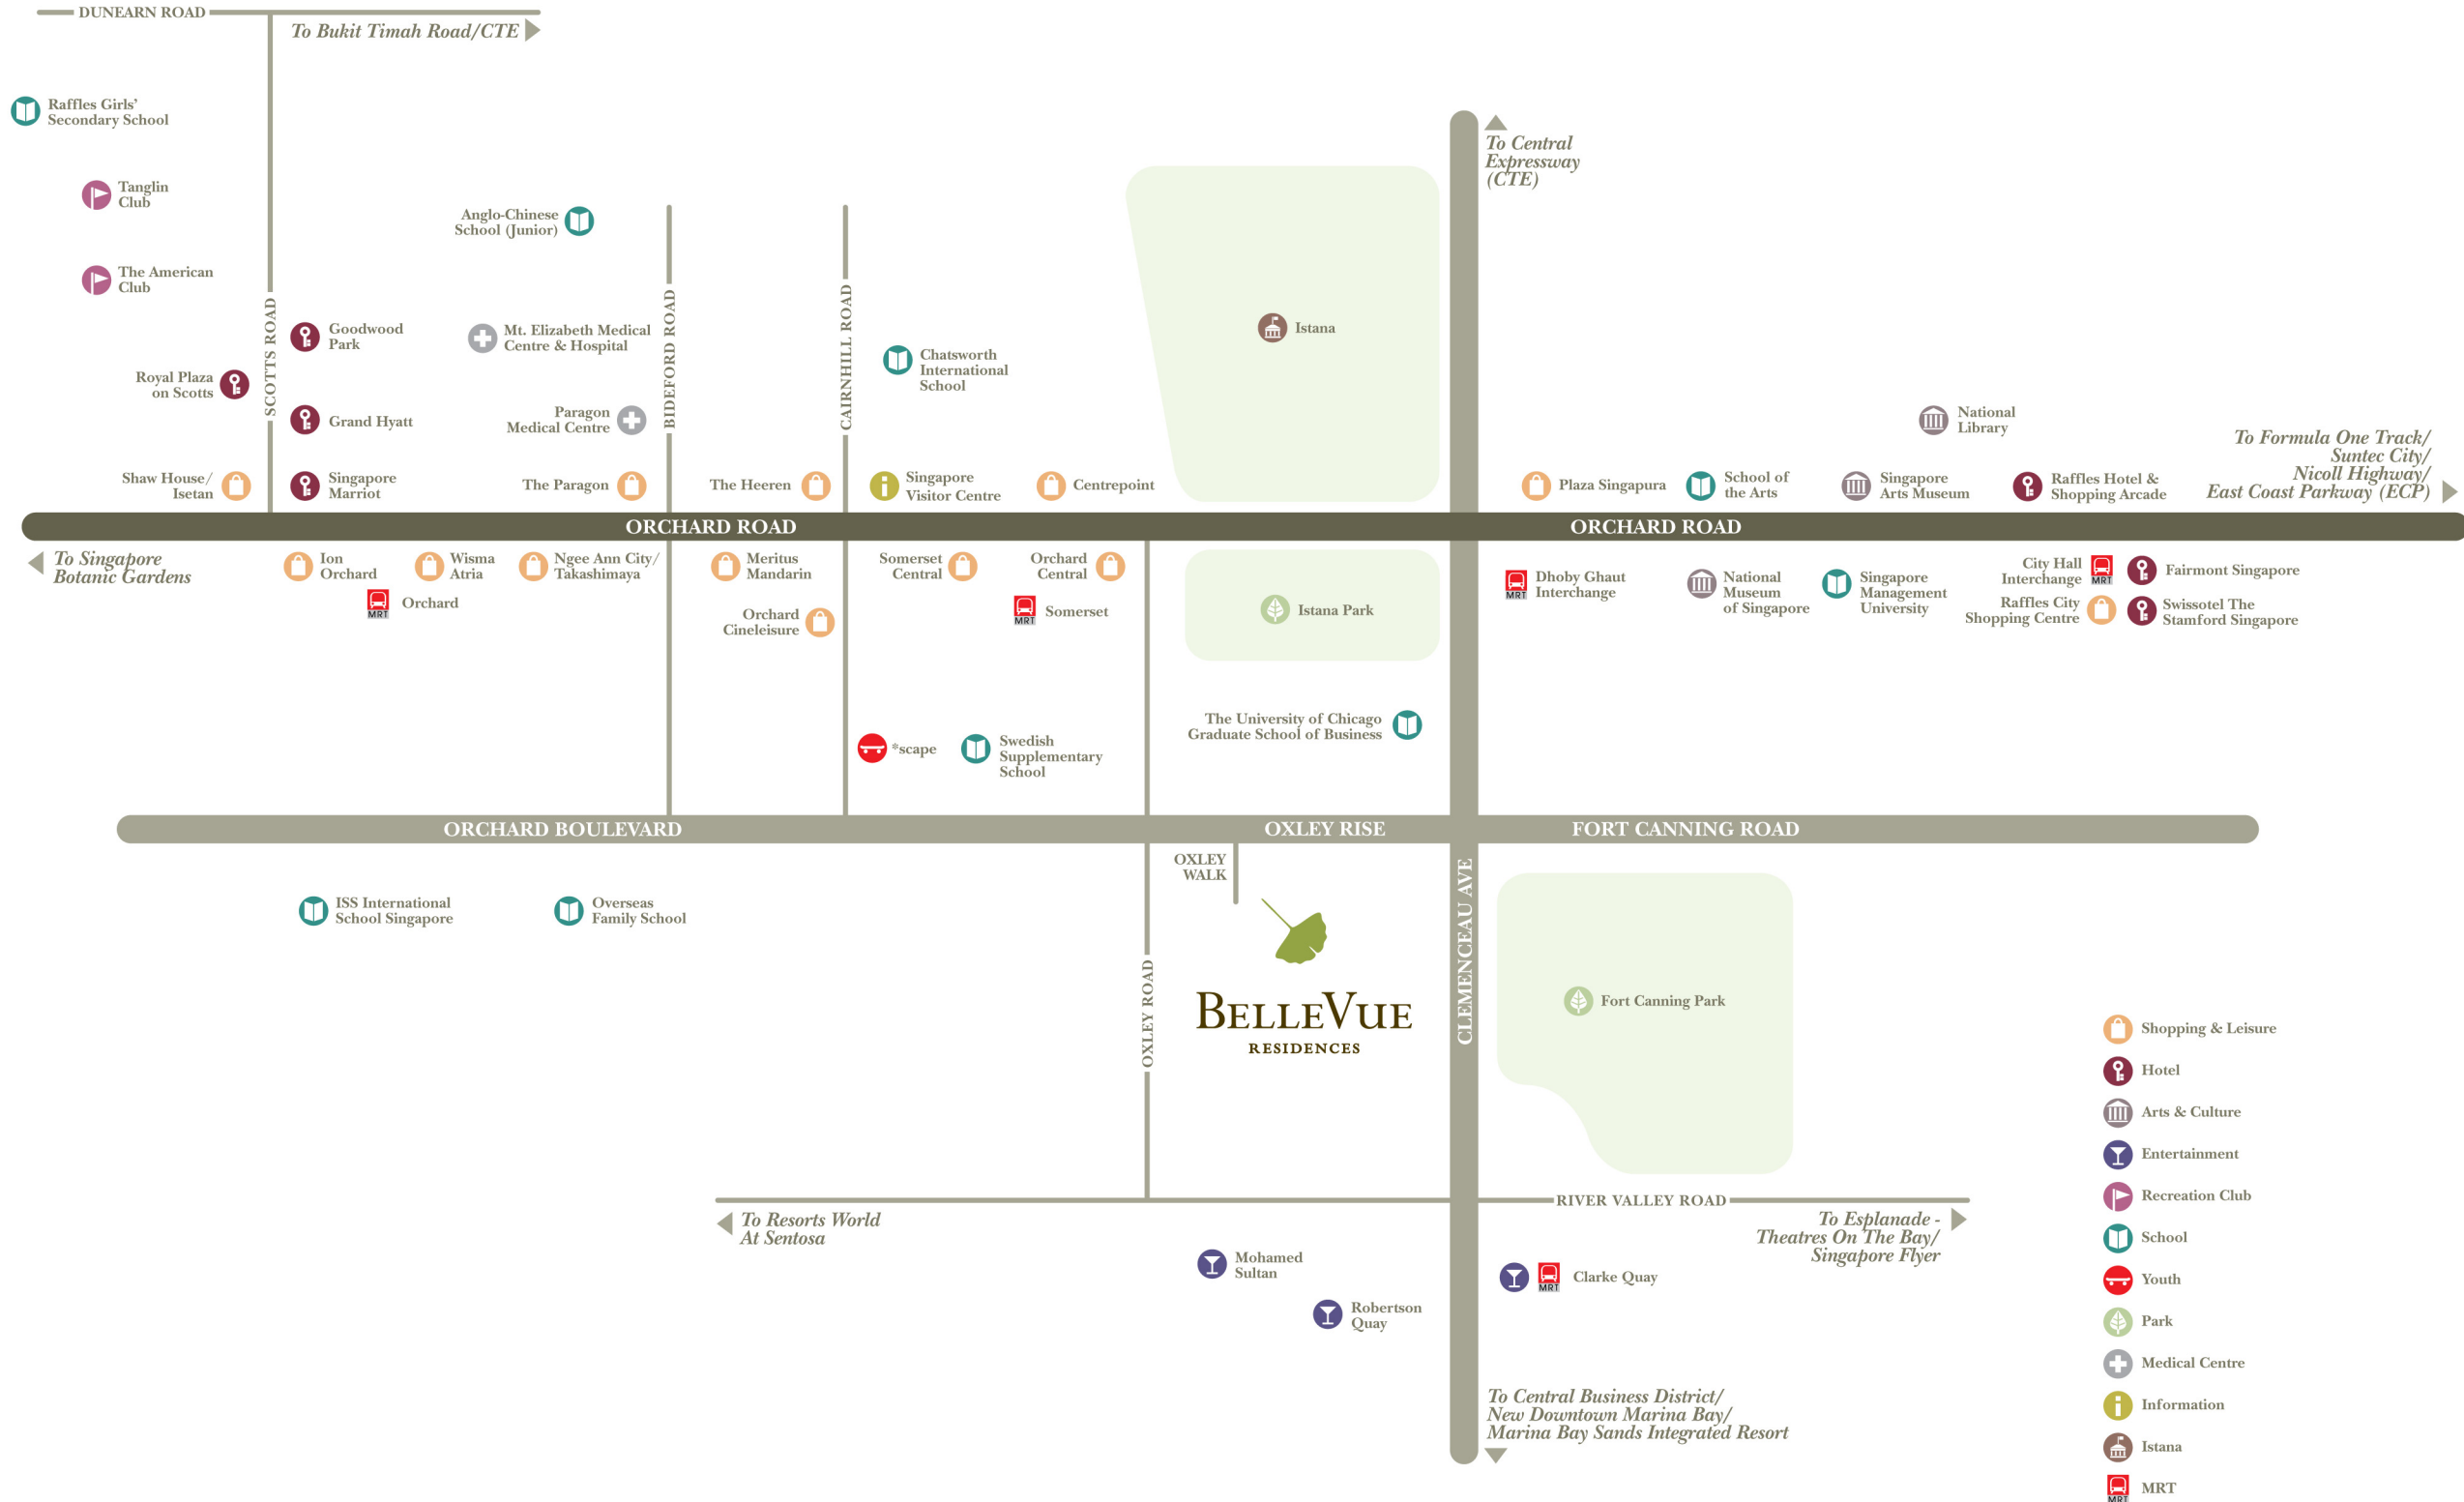 DUNEARN ROAD
To Bukit Timah Road/CTE
Raffles Girls'
Secondary School
Tanglin
Club
The American
Club
Anglo-Chinese
School (Junior)
SCOTTS ROAD
Goodwood
Park
Mt. Elizabeth Medical
Centre & Hospital
BIDEFORD ROAD
CAIRNHILL ROAD
Chatsworth
International
School
Istana
To Central
Expressway
(CTE)
Royal Plaza
on Scotts
Grand Hyatt
Paragon
Medical Centre
National
Library
To Formula One Track/
Suntec City/
Nicoll Highway/
East Coast Parkway (ECP)
Shaw House/
Isetan
Singapore
Marriot
The Paragon
The Heeren
Singapore
Visitor Centre
Centrepoint
Plaza Singapura
School of
the Arts
Singapore
Arts Museum
Raffles Hotel &
Shopping Arcade
ORCHARD ROAD
ORCHARD ROAD
To Singapore
Botanic Gardens
Ion
Orchard
Wisma
Atria
Ngee Ann City/
Takashimaya
Meritus
Mandarin
Somerset
Central
Orchard
Central
MRT
Orchard
Orchard
Cineleisure
MRT
Somerset
Istana Park
MRT
Dhoby Ghaut
Interchange
National
Museum
of Singapore
Singapore
Management
University
City Hall
Interchange
MRT
Fairmont Singapore
Raffles City
Shopping Centre
Swissotel The
Stamford Singapore
*scape
Swedish
Supplementary
School
The University of Chicago
Graduate School of Business
ORCHARD BOULEVARD
OXLEY RISE
FORT CANNING ROAD
OXLEY
WALK
CLEMENCEAU AVE
ISS International
School Singapore
Overseas
Family School
OXLEY ROAD
BELLEVUE
RESIDENCES
Fort Canning Park
RIVER VALLEY ROAD
To Resorts World
At Sentosa
To Esplanade -
Theatres On The Bay/
Singapore Flyer
Mohamed
Sultan
Robertson
Quay
MRT
Clarke Quay
To Central Business District/
New Downtown Marina Bay/
Marina Bay Sands Integrated Resort
Shopping & Leisure
Hotel
Arts & Culture
Entertainment
Recreation Club
School
Youth
Park
Medical Centre
Information
Istana
MRT
MRT